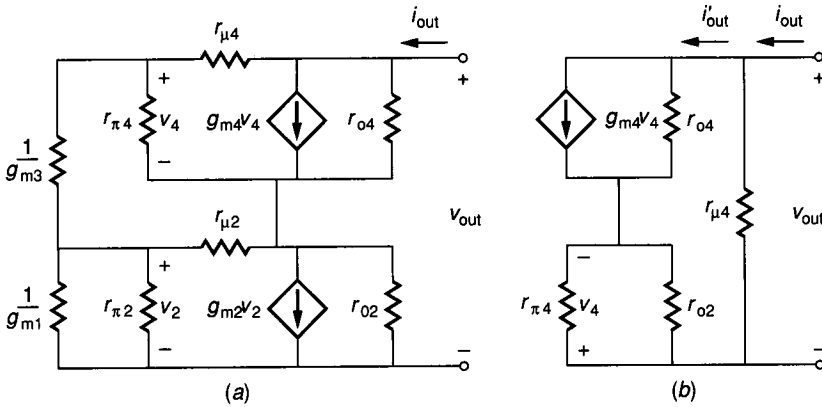 i_out
r_μ4
+
r_π4
v_4
−
g_m4v_4
r_o4
+
1/g_m3
v_out
r_μ2
+
1/g_m1
r_π2
v_2
−
g_m2v_2
r_o2
−
(a)
i'_out
i_out
+
g_m4v_4
r_o4
r_μ4
v_out
−
r_π4
v_4
+
r_o2
−
(b)